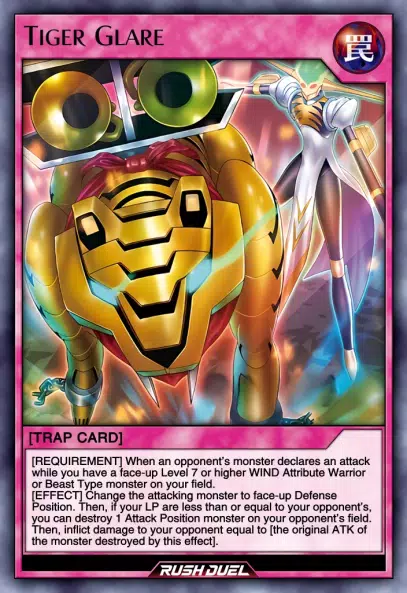 TIGER GLARE
罠
[TRAP CARD]
[REQUIREMENT] When an opponent's monster declares an attack
while you have a face-up Level 7 or higher WIND Attribute Warrior
or Beast Type monster on your field.
[EFFECT] Change the attacking monster to face-up Defense
Position. Then, if your LP are less than or equal to your opponent's,
you can destroy 1 Attack Position monster on your opponent's field.
Then, inflict damage to your opponent equal to [the original ATK of
the monster destroyed by this effect].
RUSH DUEL